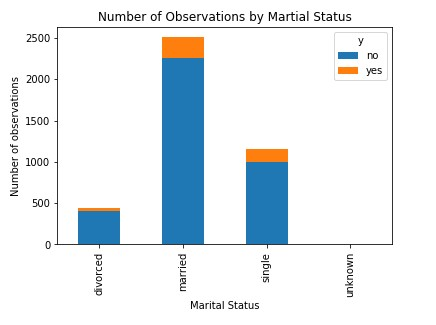 Number of Observations by Martial Status
y
no
yes
Number of observations
2500
2000
1500
1000
500
0
divorced
married
single
unknown
Marital Status